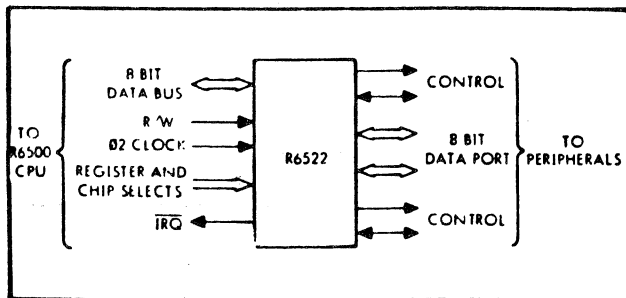 8 BIT
DATA BUS
R/W
Ø2 CLOCK
REGISTER AND
CHIP SELECTS
IRQ
TO
R6500
CPU
R6522
CONTROL
8 BIT
DATA PORT
CONTROL
TO
PERIPHERALS